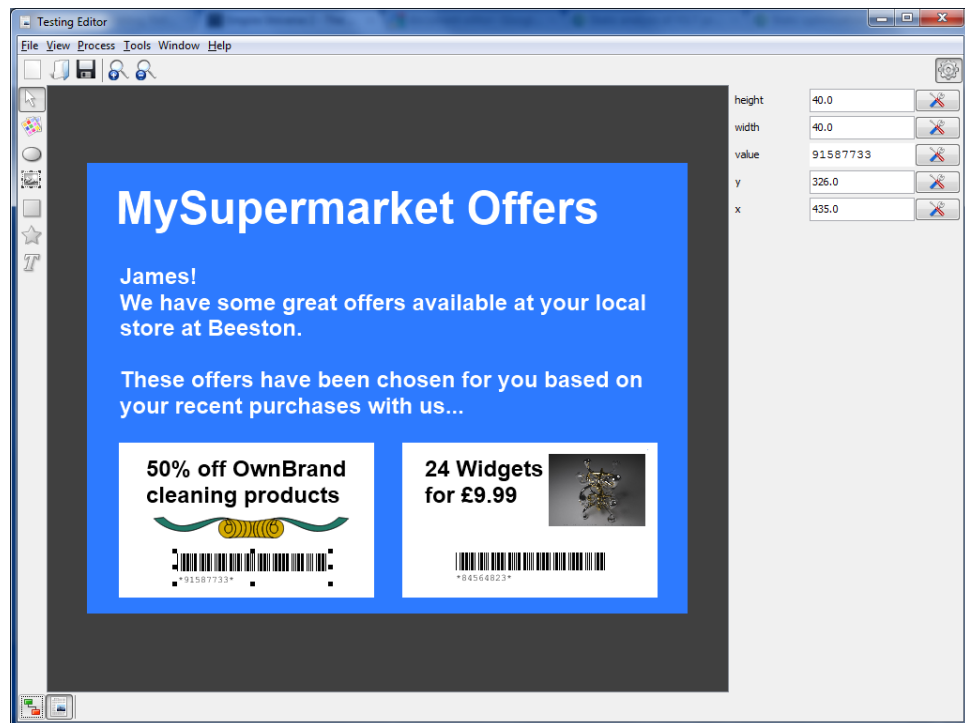 Testing Editor
File View Process Tools Window Help
height 40.0
width 40.0
value 91587733
y 326.0
x 435.0
MySupermarket Offers
James!
We have some great offers available at your local
store at Beeston.
These offers have been chosen for you based on
your recent purchases with us...
50% off OwnBrand
cleaning products
*91587733*
24 Widgets
for £9.99
*84564823*